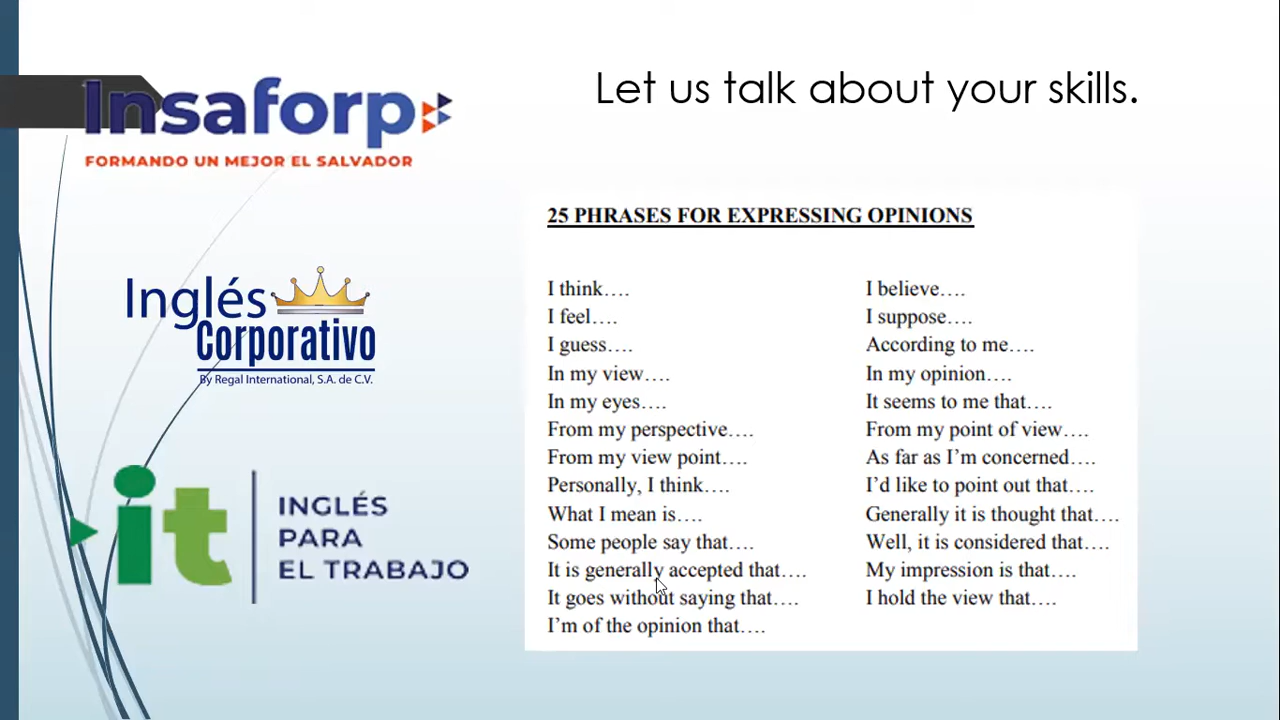 Insaforp
FORMANDO UN MEJOR EL SALVADOR
Inglés
Corporativo
By Regal International, S.A. de C.V.
it
INGLÉS
PARA
EL TRABAJO
Let us talk about your skills.
25 PHRASES FOR EXPRESSING OPINIONS
I think….
I feel….
I guess….
In my view….
In my eyes….
From my perspective….
From my view point….
Personally, I think….
What I mean is….
Some people say that….
It is generally accepted that….
It goes without saying that….
I'm of the opinion that….
I believe….
I suppose….
According to me….
In my opinion….
It seems to me that….
From my point of view….
As far as I'm concerned….
I'd like to point out that….
Generally it is thought that….
Well, it is considered that….
My impression is that….
I hold the view that….